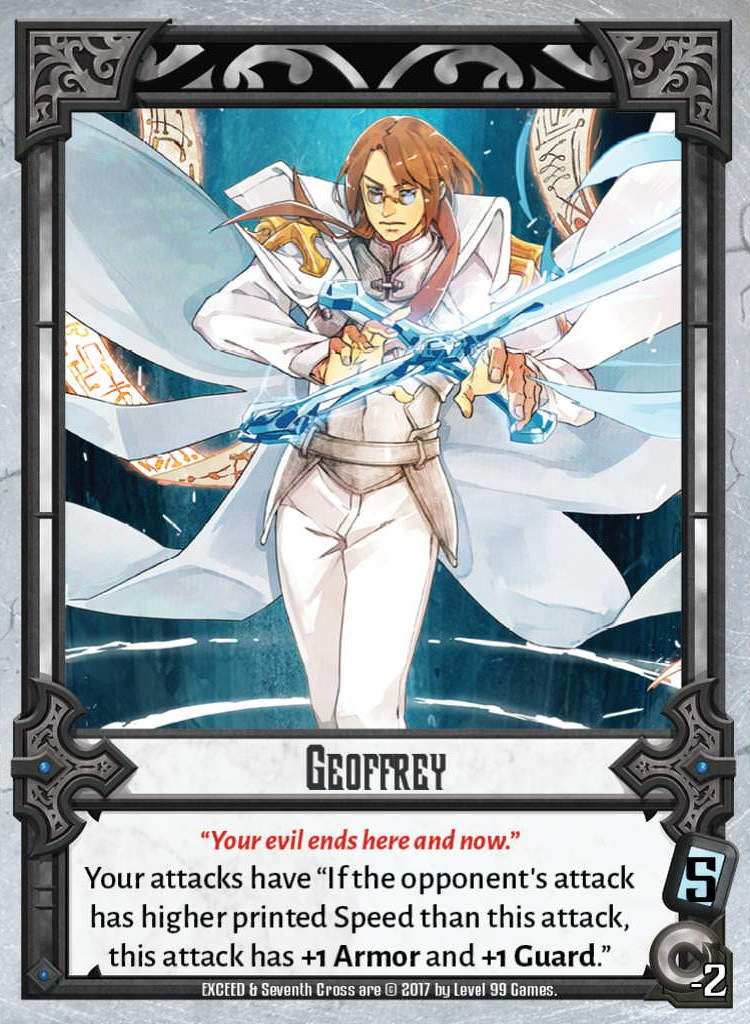 Geoffrey
“Your evil ends here and now.”
Your attacks have “If the opponent's attack
has higher printed Speed than this attack,
this attack has +1 Armor and +1 Guard.”
S
-2
EXCEED & Seventh Cross are © 2017 by Level 99 Games.